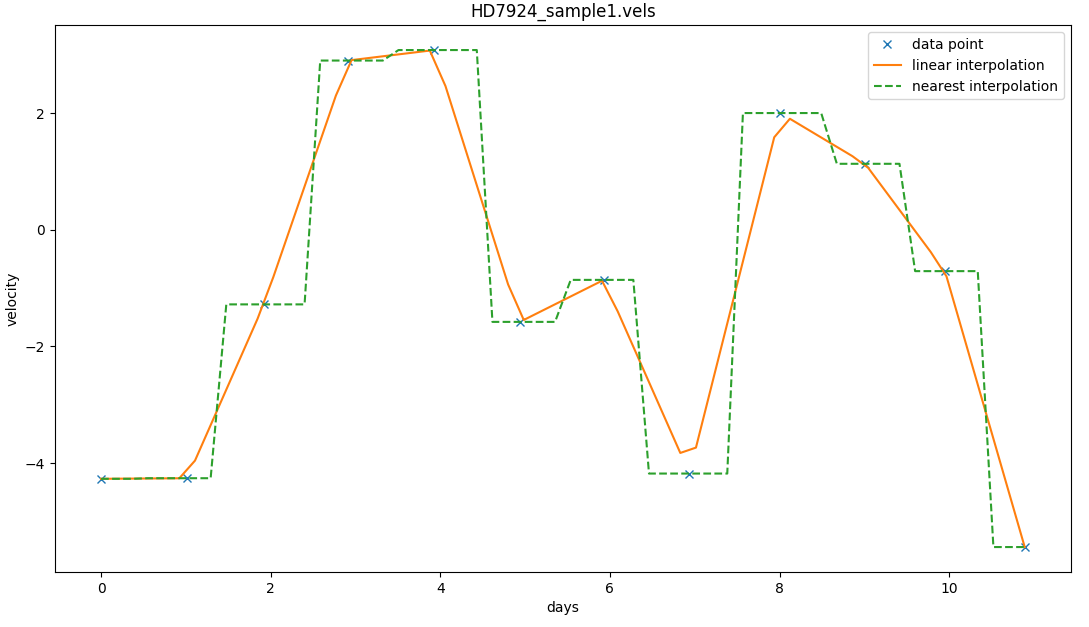 HD7924_sample1.vels
data point
linear interpolation
nearest interpolation
velocity
2
0
−2
−4
0 2 4 6 8 10
days